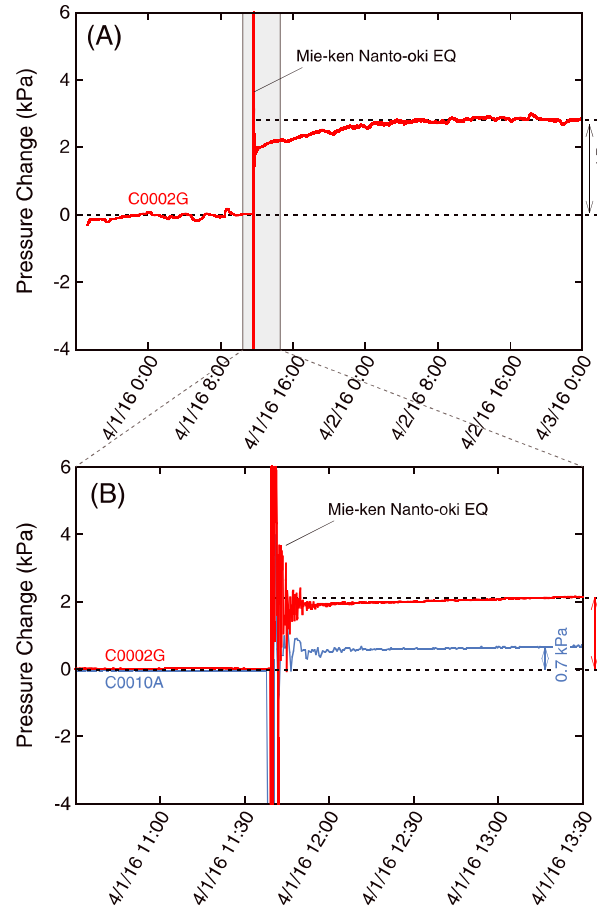 (A)
6
4
2
0
-2
-4
Pressure Change (kPa)
Mie-ken Nanto-oki EQ
C0002G
4/1/16 0:00
4/1/16 8:00
4/1/16 16:00
4/2/16 0:00
4/2/16 8:00
4/2/16 16:00
4/3/16 0:00
(B)
6
4
2
0
-2
-4
Pressure Change (kPa)
Mie-ken Nanto-oki EQ
C0002G
C0010A
0.7 kPa
4/1/16 11:00
4/1/16 11:30
4/1/16 12:00
4/1/16 12:30
4/1/16 13:00
4/1/16 13:30